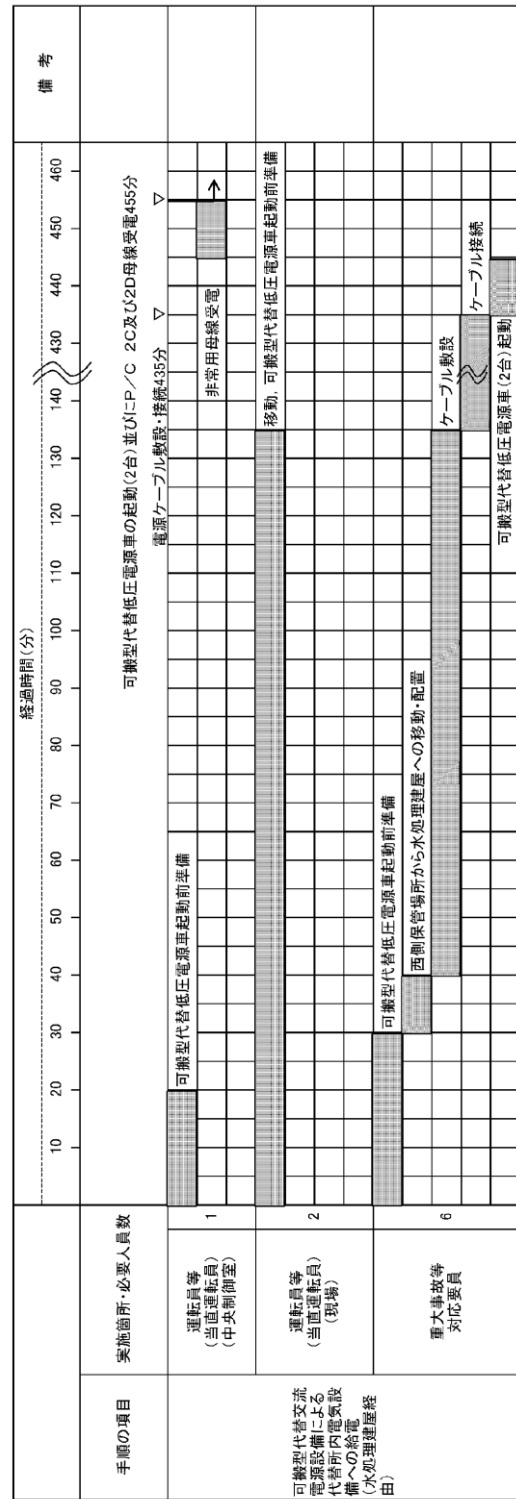 手順の項目
実施箇所・必要人員数
経過時間(分)
備 考
10 20 30 40 50 60 70 80 90 100 110 120 130 140 430 440 450 460
可搬型代替低圧電源車の起動(2台)並びにP/C 2C及び2D母線受電455分
▽
電源ケーブル敷設・接続435分
▽
可搬型代替交流
電源設備による
代替所内電気設
備への給電
(水処理建屋経
由)
運転員等
(当直運転員)
(中央制御室)
1
可搬型代替低圧電源車起動前準備
非常用母線受電
運転員等
(当直運転員)
(現場)
2
移動,可搬型代替低圧電源車起動前準備
重大事故等
対応要員
6
可搬型代替低圧電源車起動前準備
西側保管場所から水処理建屋への移動・配置
ケーブル敷設
ケーブル接続
可搬型代替低圧電源車(2台)起動